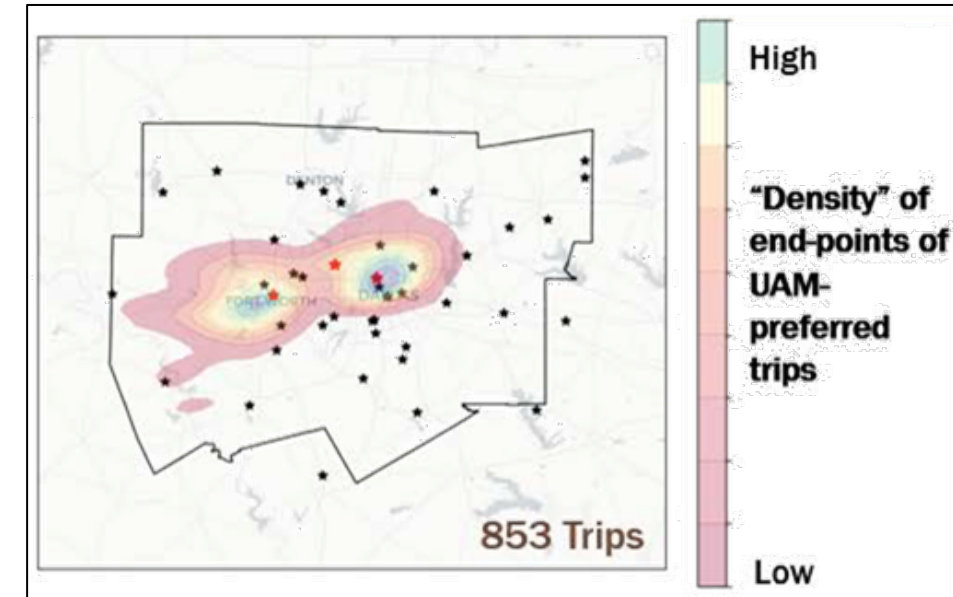 High
DENTON
"Density" of
end-points of
UAM-
preferred
trips
FORT WORTH
DALLAS
853 Trips
Low